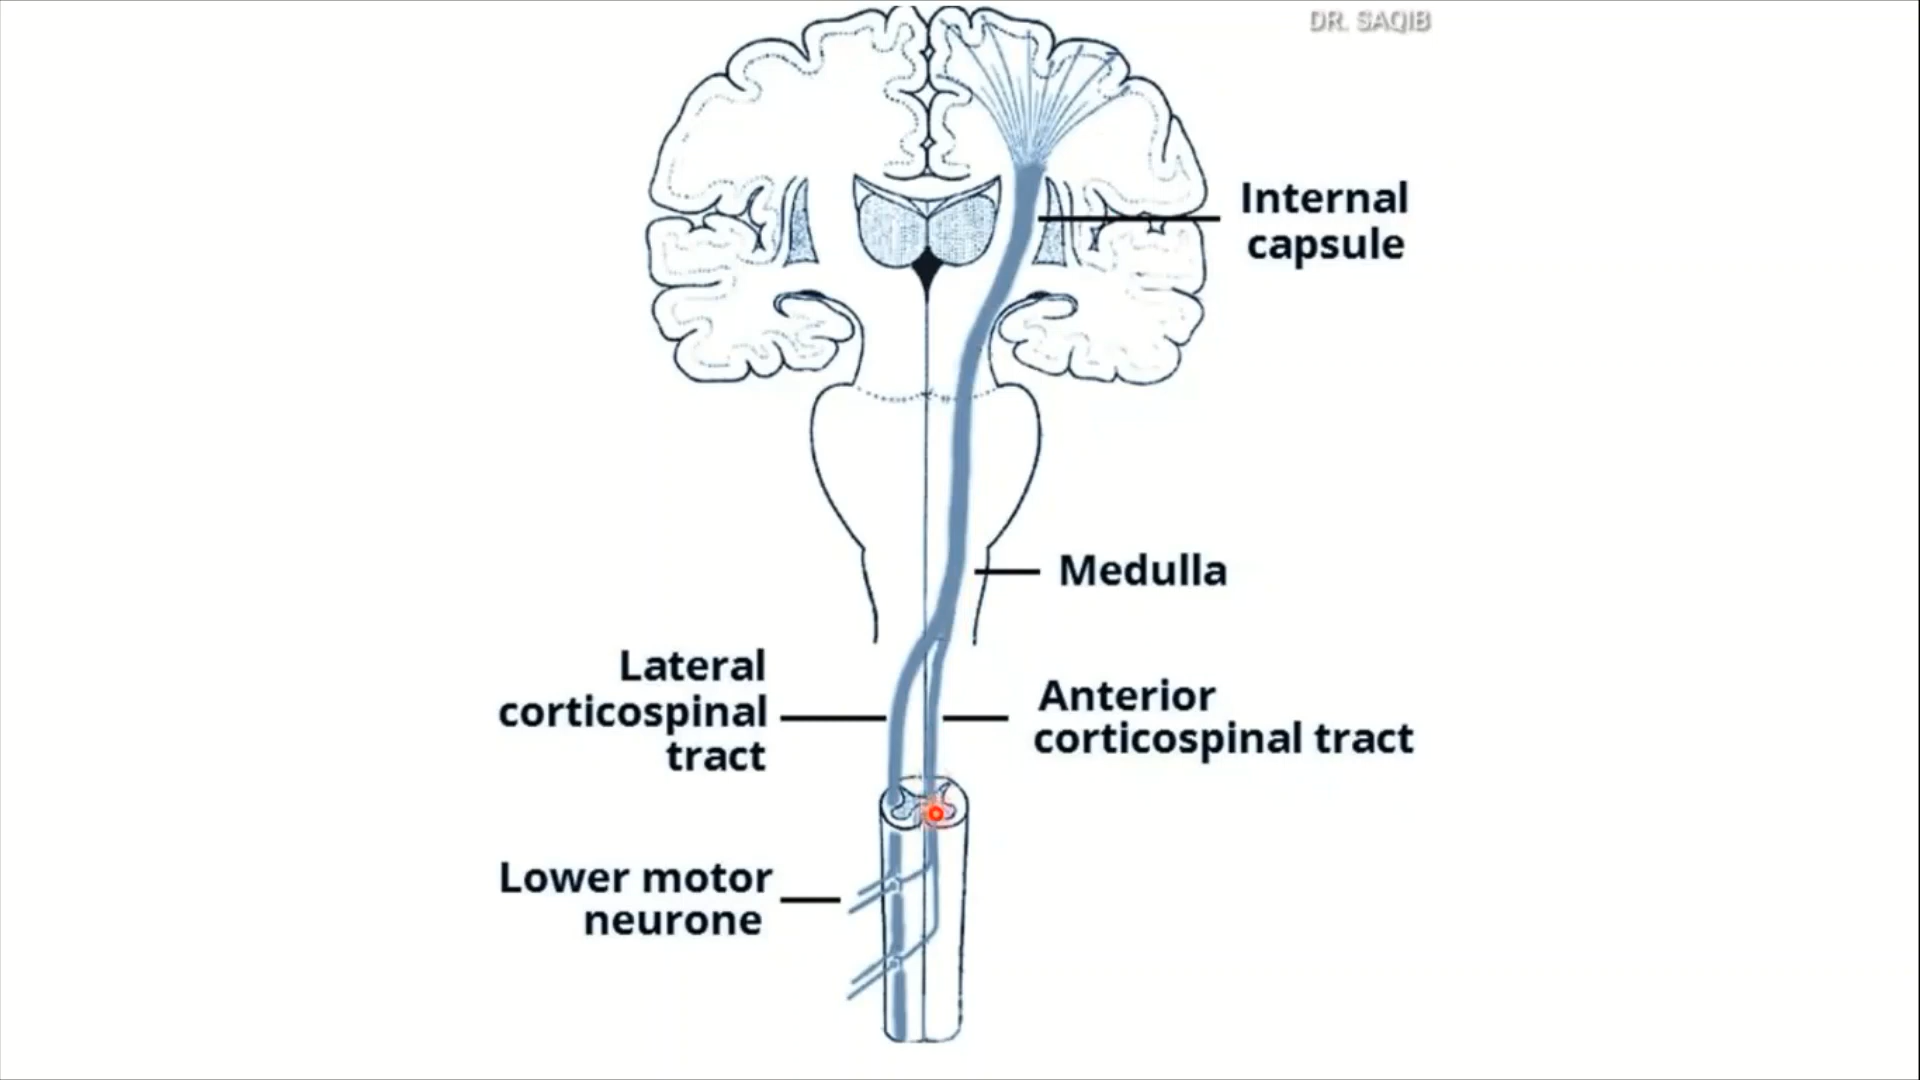 DR. SAQIB
Internal
capsule
Medulla
Lateral
corticospinal
tract
Anterior
corticospinal tract
Lower motor
neurone